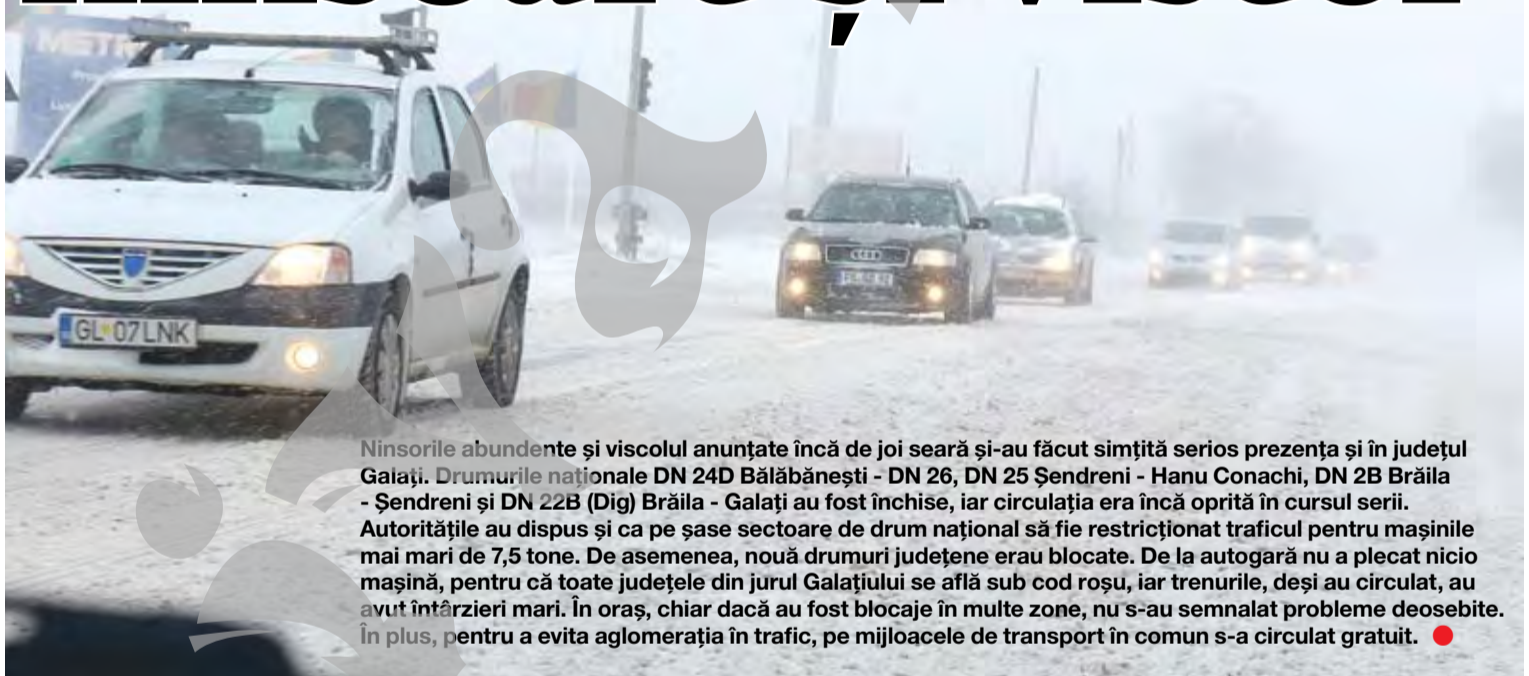 METR
GL 07LNK
Ninsorile abundente și viscolul anunțate încă de joi seară și-au făcut simțită serios prezența și în județul
Galați. Drumurile naționale DN 24D Bălăbănești - DN 26, DN 25 Șendreni - Hanu Conachi, DN 2B Brăila
- Șendreni și DN 22B (Dig) Brăila - Galați au fost închise, iar circulația era încă oprită în cursul serii.
Autoritățile au dispus și ca pe șase sectoare de drum național să fie restricționat traficul pentru mașinile
mai mari de 7,5 tone. De asemenea, nouă drumuri județene erau blocate. De la autogară nu a plecat nicio
mașină, pentru că toate județele din jurul Galațiului se află sub cod roșu, iar trenurile, deși au circulat, au
avut întârzieri mari. În oraș, chiar dacă au fost blocaje în multe zone, nu s-au semnalat probleme deosebite.
În plus, pentru a evita aglomerația în trafic, pe mijloacele de transport în comun s-a circulat gratuit.